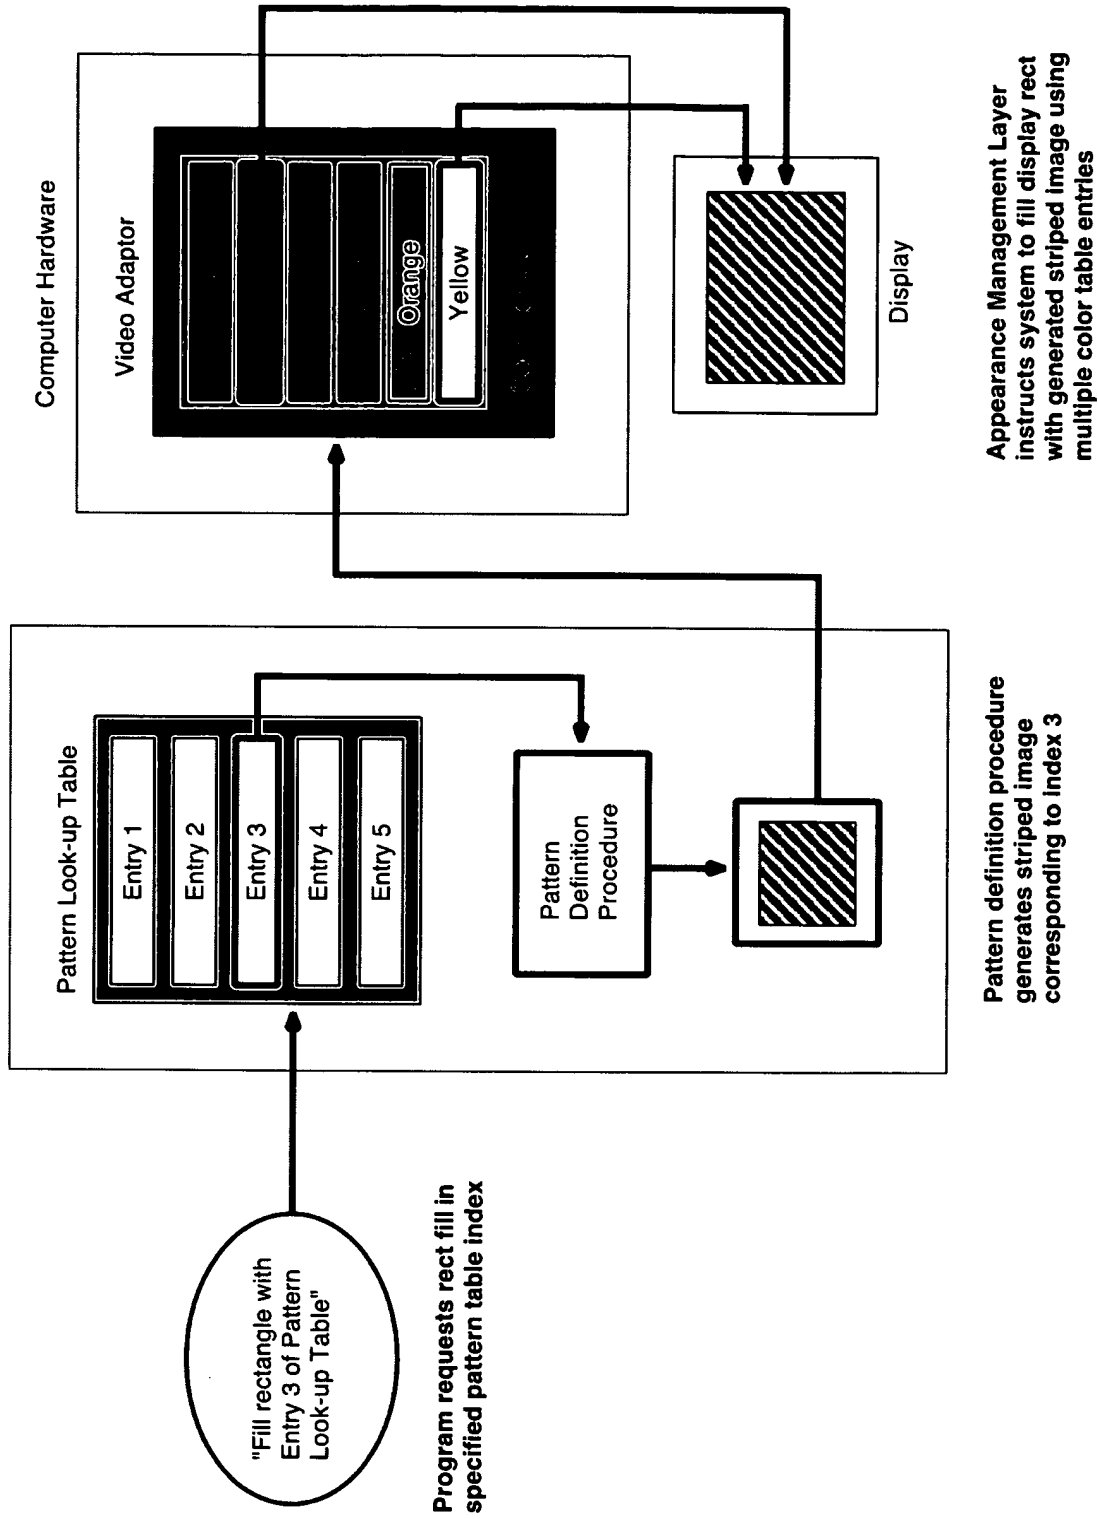 "Fill rectangle with
Entry 3 of Pattern
Look-up Table"
Program requests rect fill in
specified pattern table index
Pattern Look-up Table
Entry 1
Entry 2
Entry 3
Entry 4
Entry 5
Pattern
Definition
Procedure
Pattern definition procedure
generates striped image
corresponding to index 3
Computer Hardware
Video Adaptor
Orange
Yellow
Display
Appearance Management Layer
instructs system to fill display rect
with generated striped image using
multiple color table entries